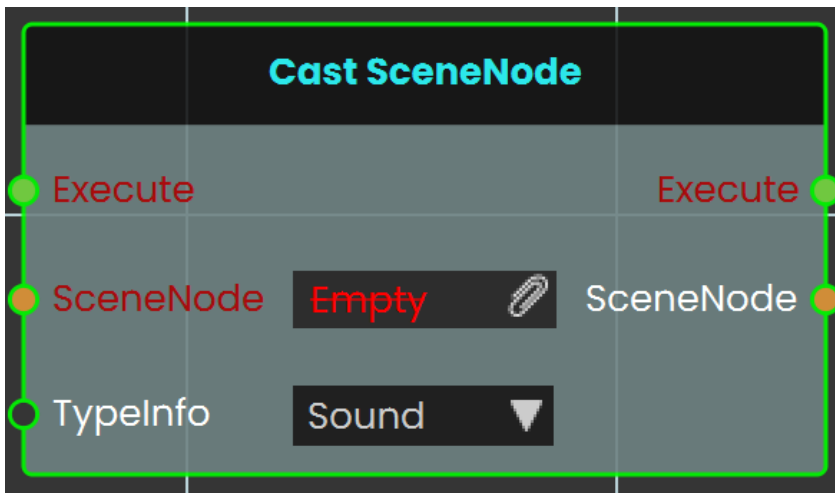 Cast SceneNode
Execute Execute
SceneNode Empty SceneNode
TypeInfo Sound